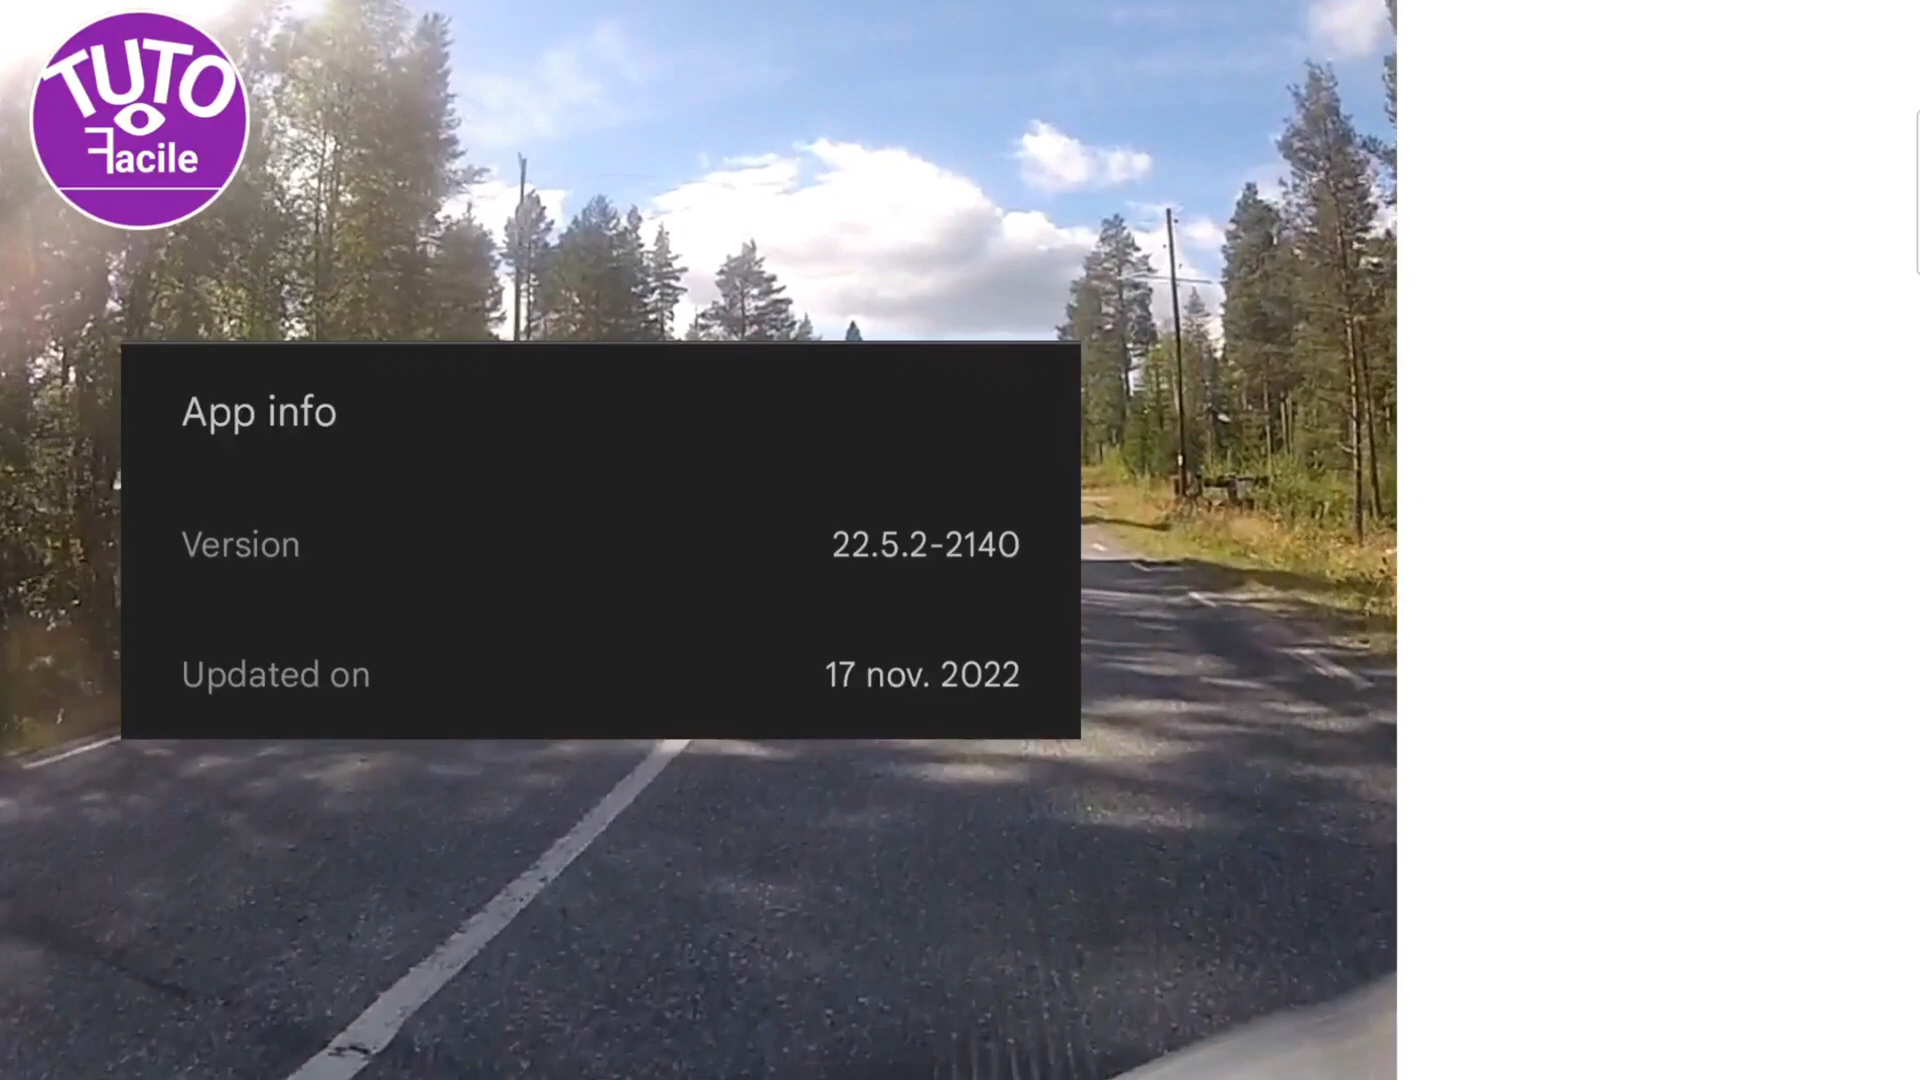 TUTO
Facile
App info
Version 22.5.2-2140
Updated on 17 nov. 2022